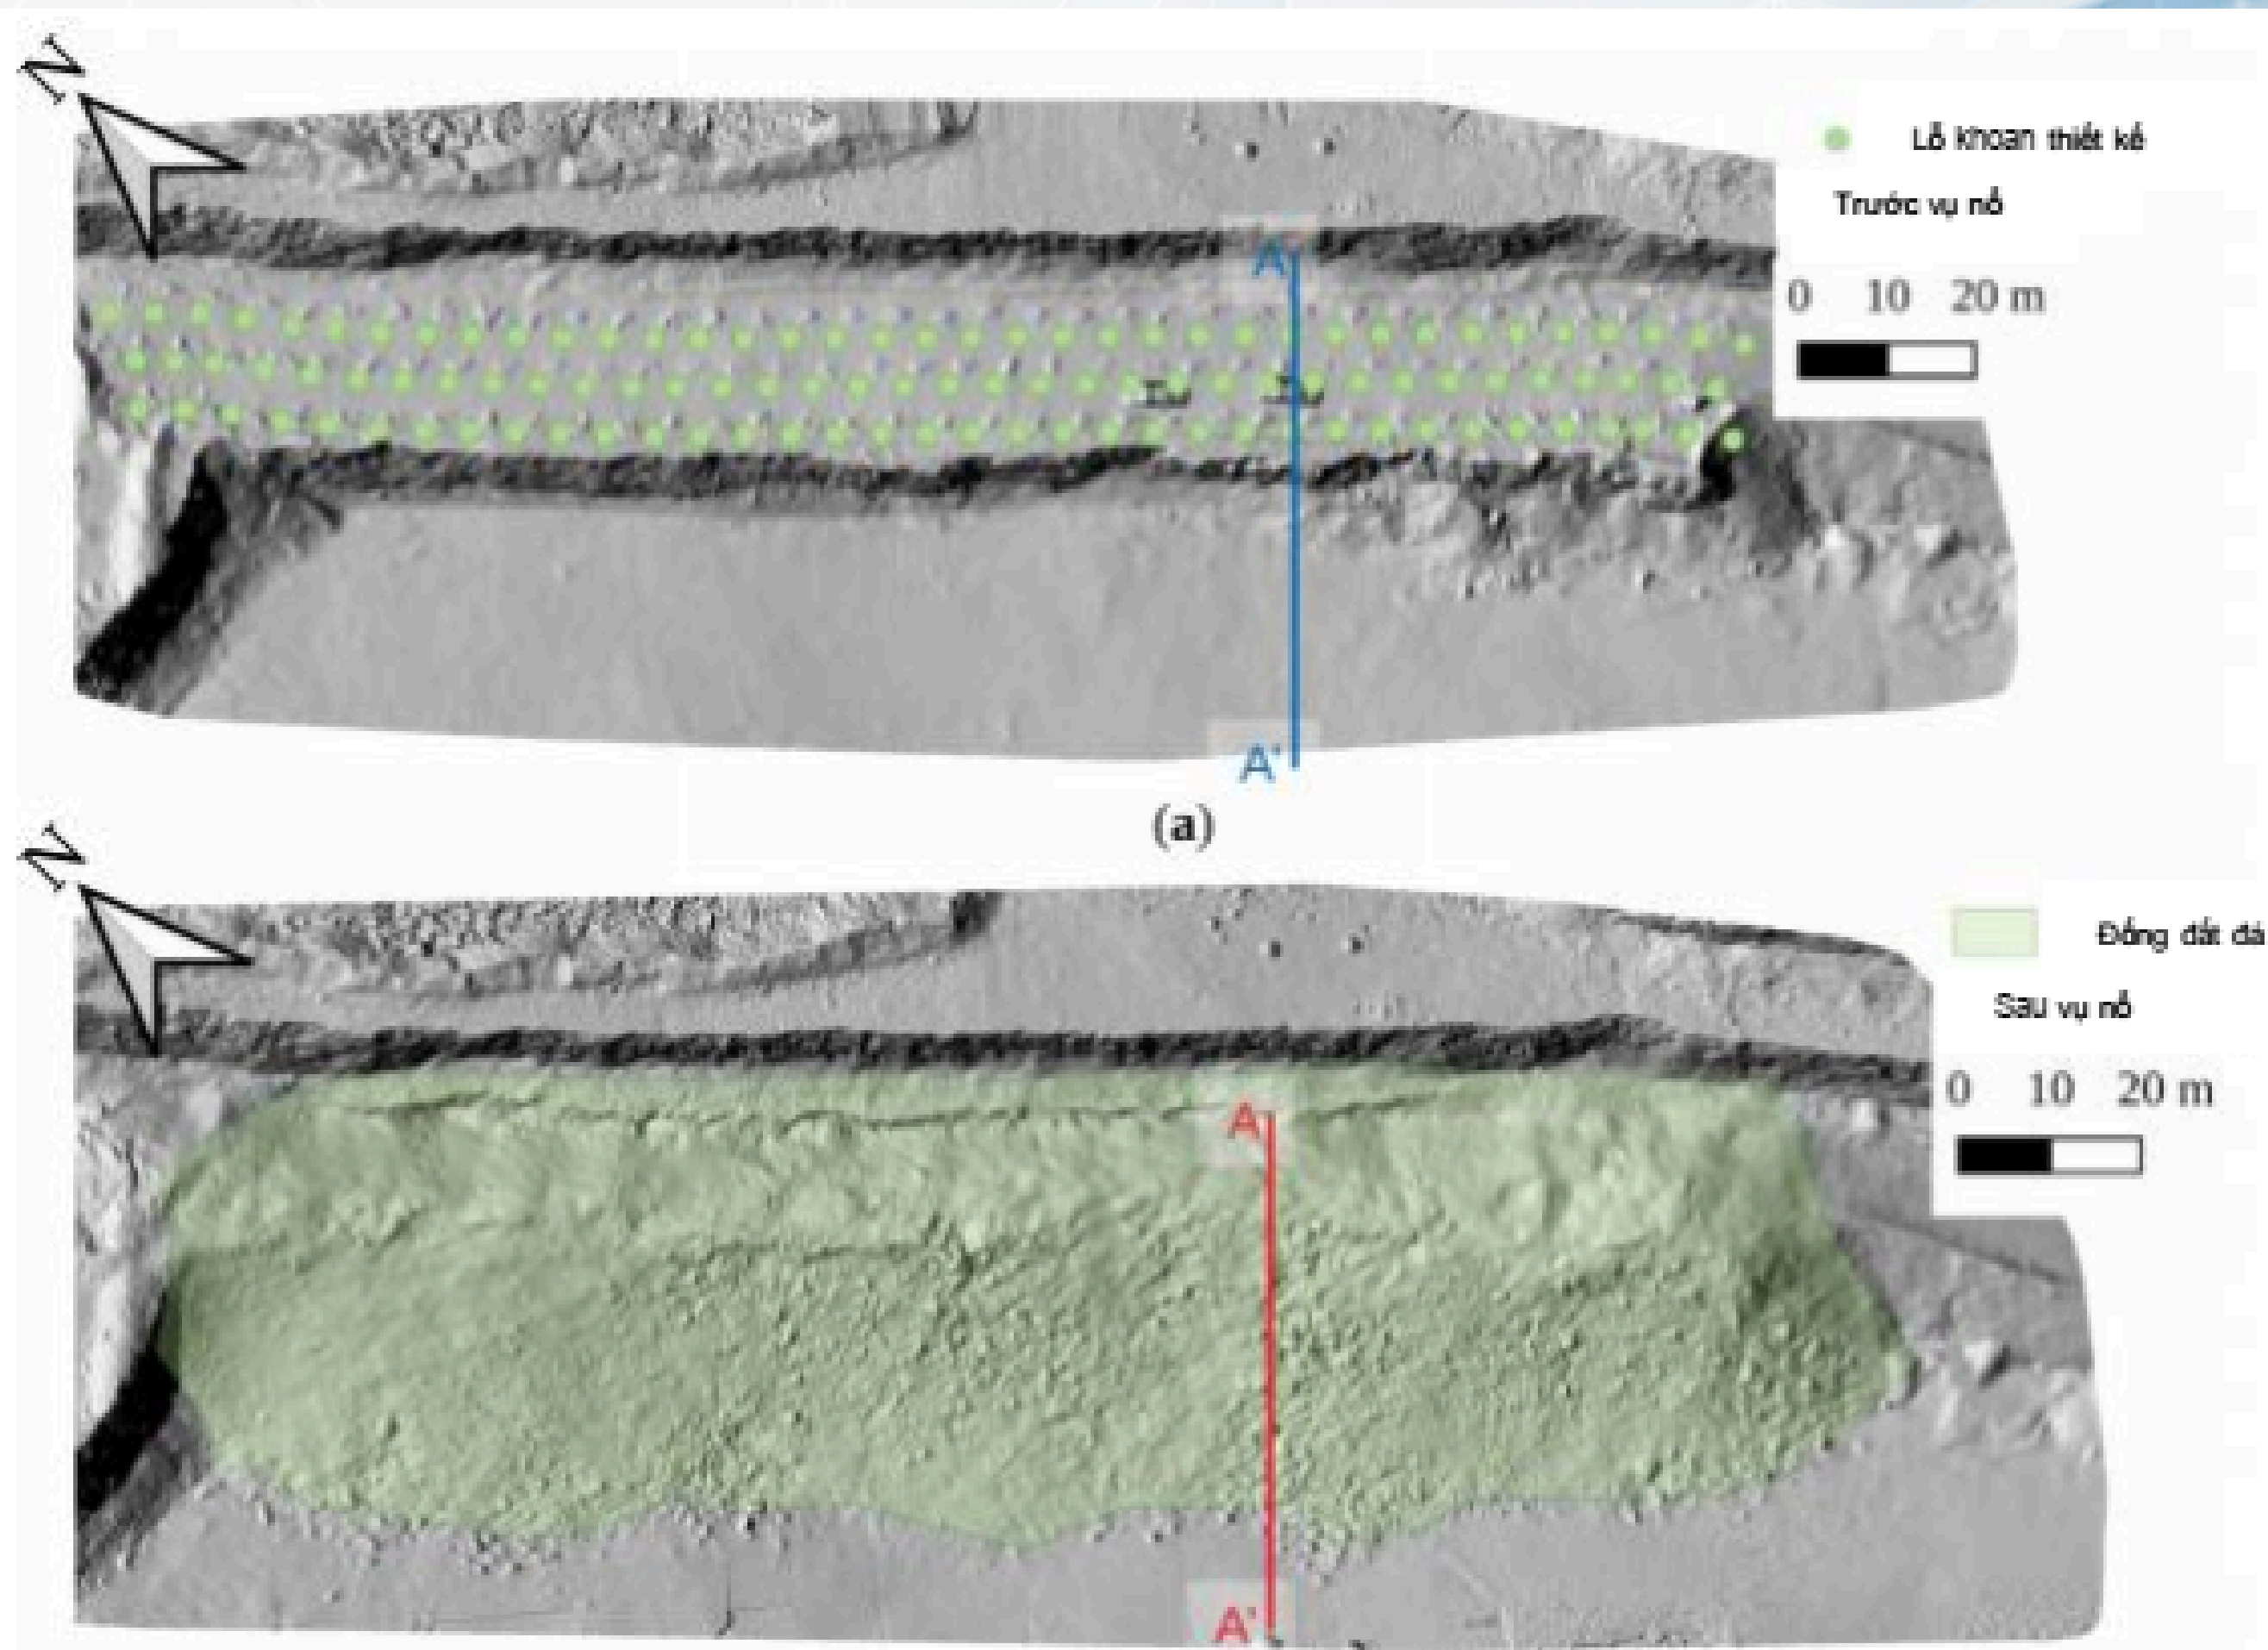 N
Lỗ Khoan thiết kế
Trước vụ nổ
0 10 20 m
A
A'
(a)
N
Đống đất đá
Sau vụ nổ
0 10 20 m
A
A'